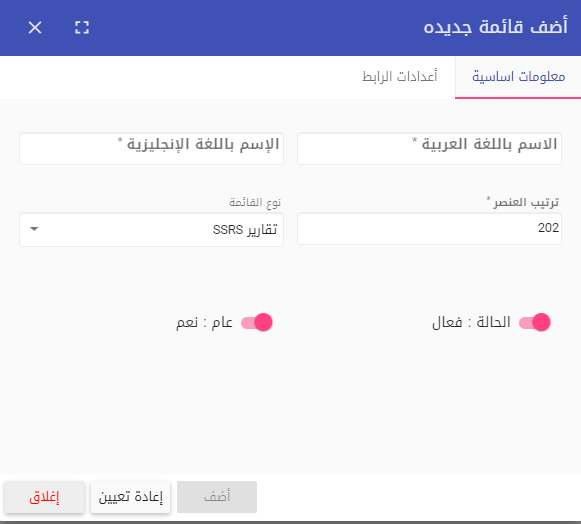 أضف قائمة جديده
معلومات اساسية
أعدادات الرابط
الاسم باللغة العربية *
الإسم باللغة الإنجليزية *
ترتيب العنصر *
نوع القائمة
202
تقارير SSRS
الحالة : فعال
عام : نعم
أضف
إعادة تعيين
إغلاق